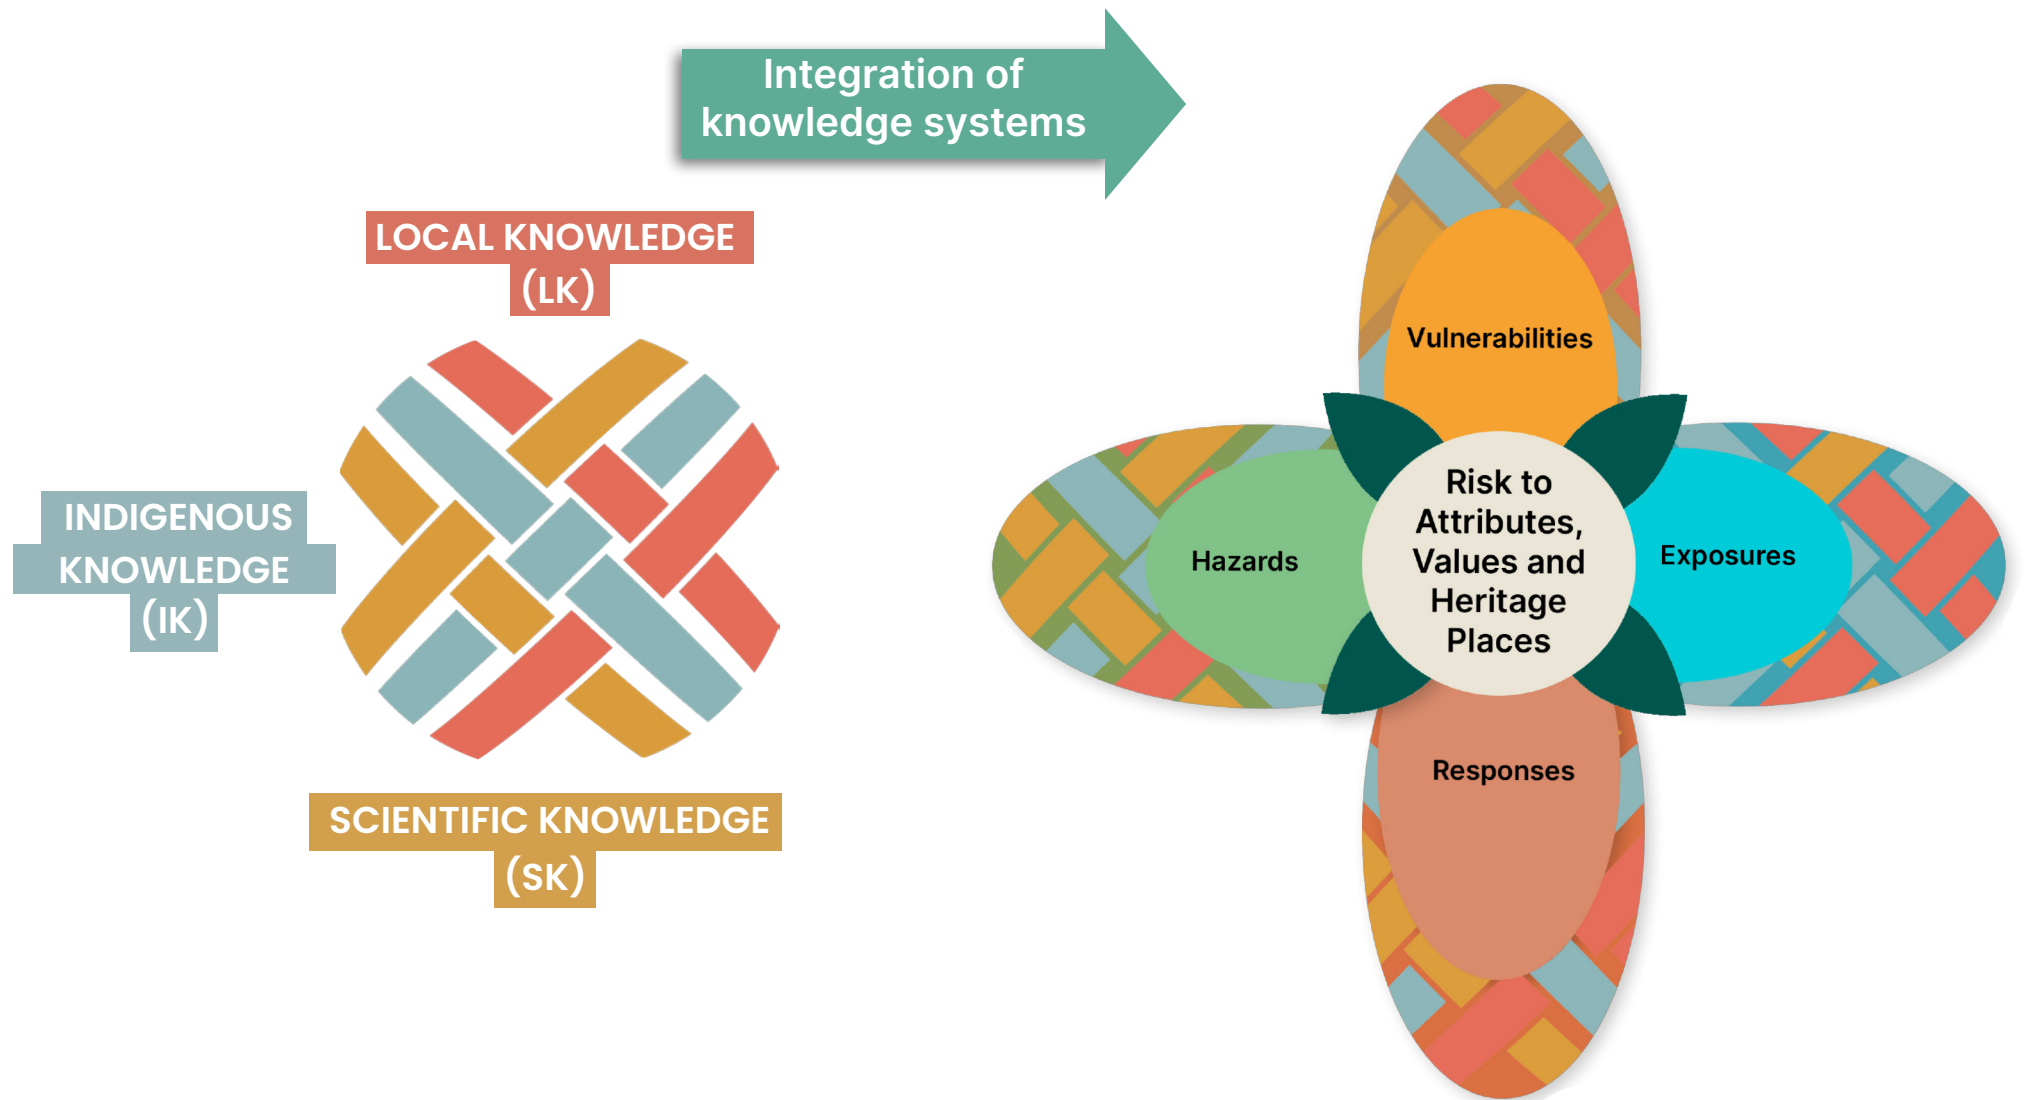 Integration of
knowledge systems
LOCAL KNOWLEDGE
(LK)
INDIGENOUS
KNOWLEDGE
(IK)
SCIENTIFIC KNOWLEDGE
(SK)
Vulnerabilities
Hazards
Risk to
Attributes,
Values and
Heritage
Places
Exposures
Responses